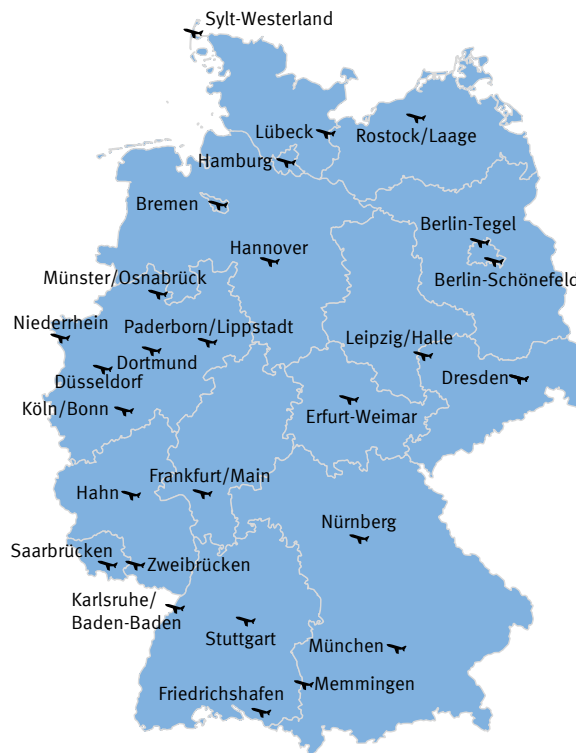 Sylt-Westerland
Lübeck
Rostock/Laage
Hamburg
Bremen
Berlin-Tegel
Hannover
Berlin-Schönefeld
Münster/Osnabrück
Niederrhein
Paderborn/Lippstadt
Leipzig/Halle
Dortmund
Düsseldorf
Dresden
Köln/Bonn
Erfurt-Weimar
Frankfurt/Main
Hahn
Nürnberg
Saarbrücken
Zweibrücken
Karlsruhe/
Baden-Baden
Stuttgart
München
Memmingen
Friedrichshafen